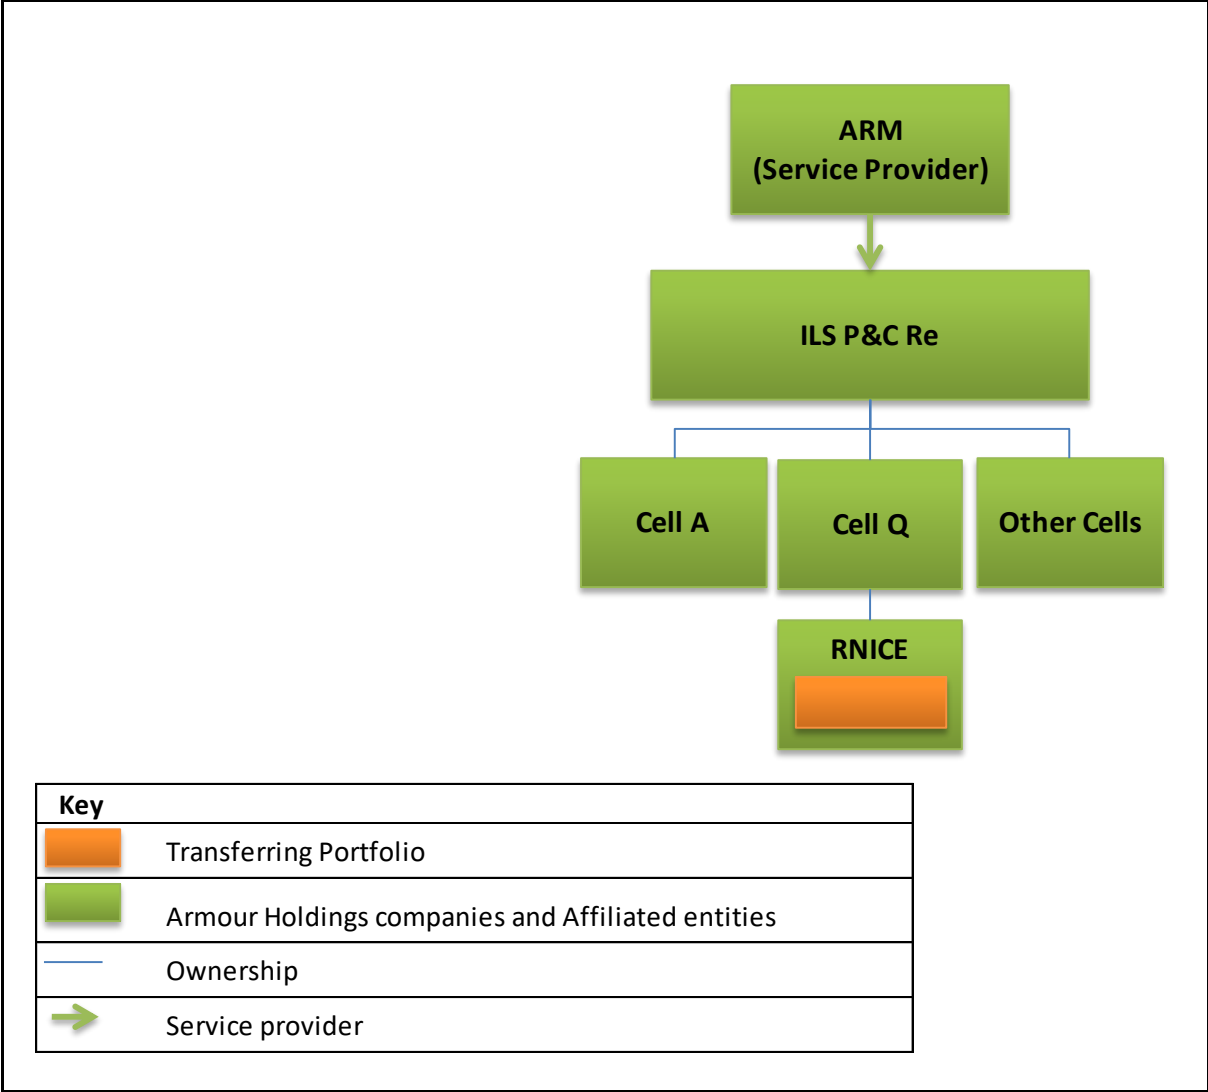 ARM
(Service Provider)
ILS P&C Re
Cell A
Cell Q
Other Cells
RNICE
Key
Transferring Portfolio
Armour Holdings companies and Affiliated entities
Ownership
Service provider